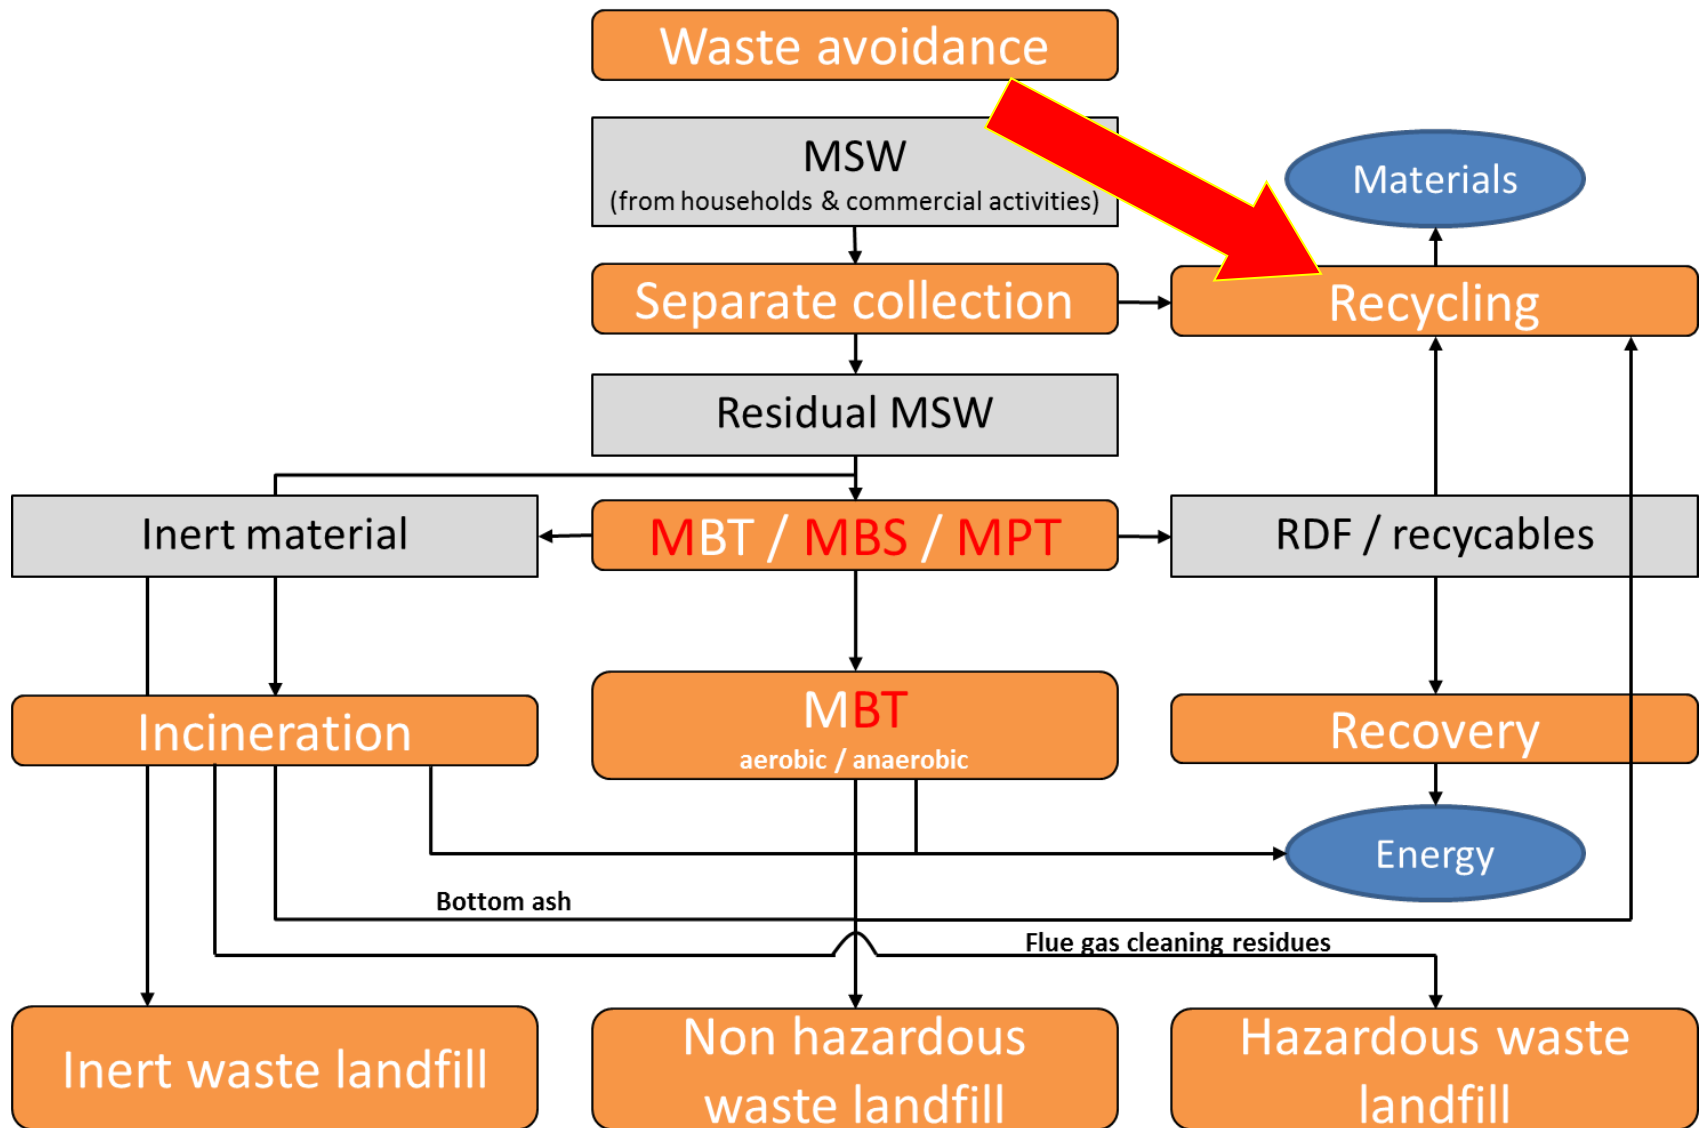 Waste avoidance
MSW
(from households & commercial activities)
Materials
Separate collection
Recycling
Residual MSW
Inert material
MBT / MBS / MPT
RDF / recycables
Incineration
MBT
aerobic / anaerobic
Recovery
Energy
Bottom ash
Flue gas cleaning residues
Inert waste landfill
Non hazardous
waste landfill
Hazardous waste
landfill